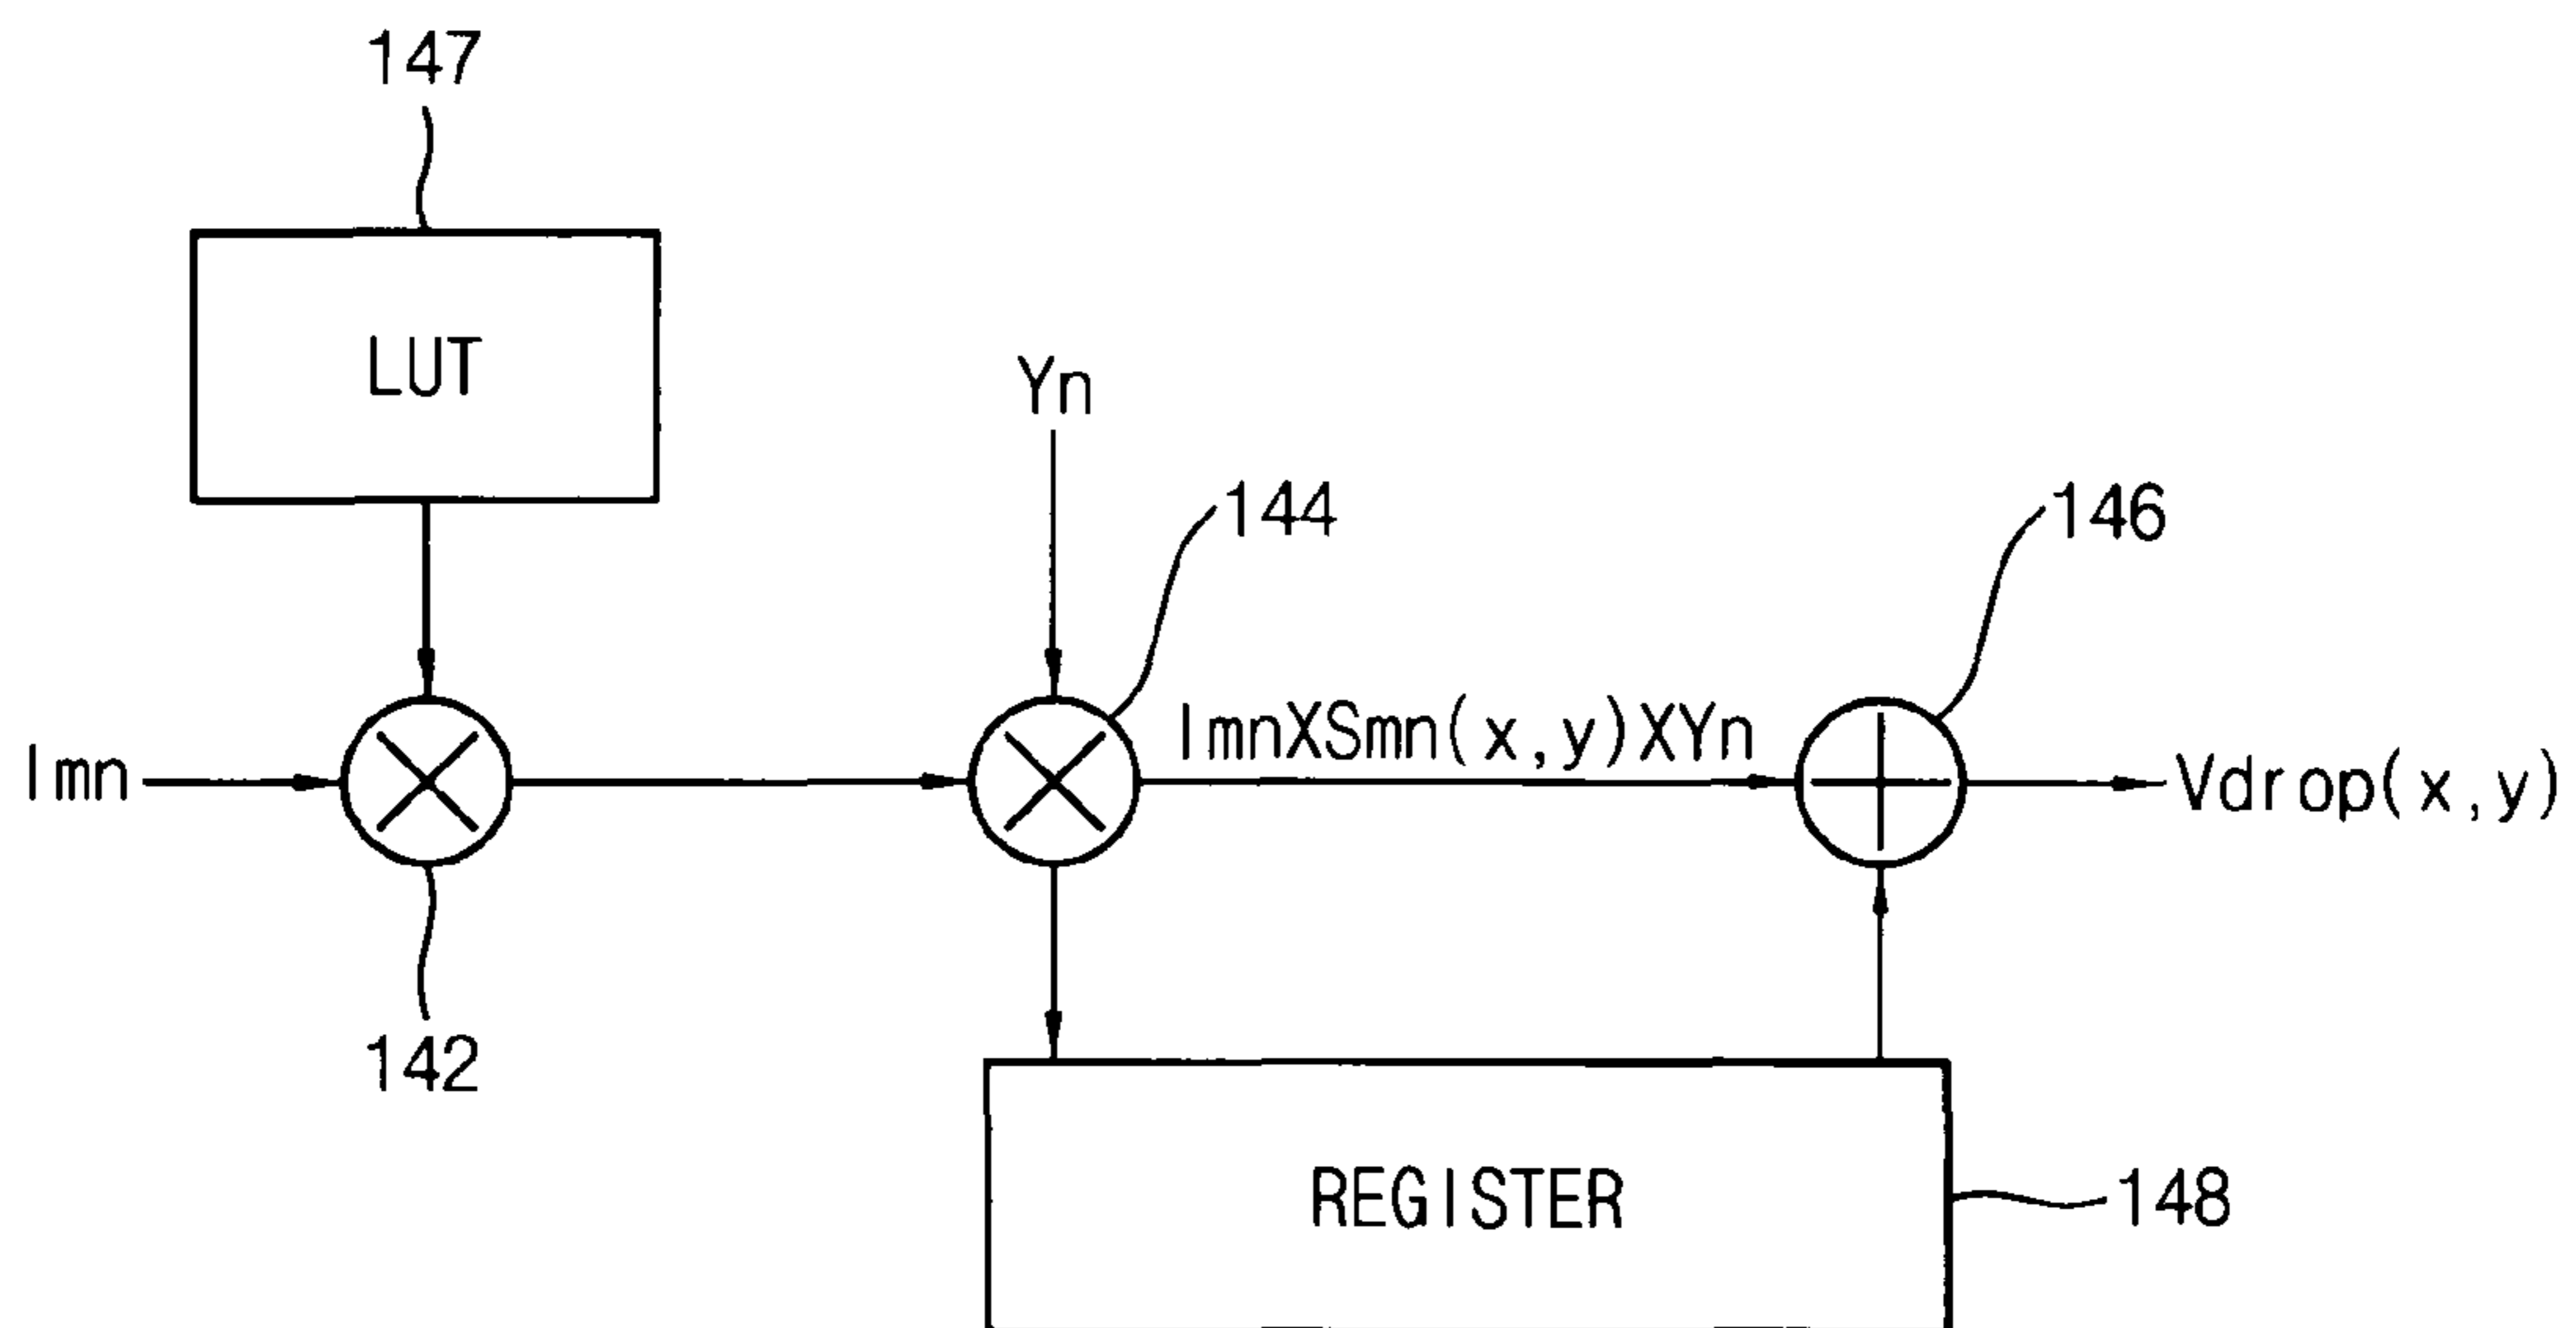 147
LUT
Yn
144
146
Imn
ImnXSmn(x,y)XYn
Vdrop(x,y)
142
REGISTER
148